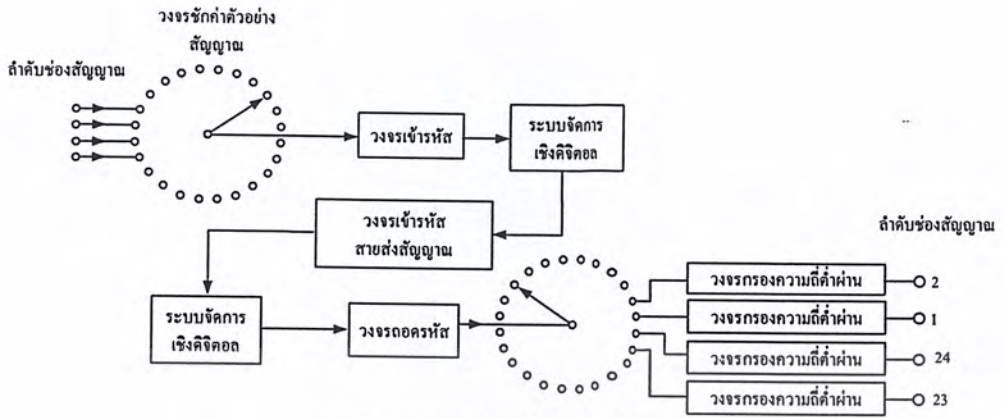 วงจรชักค่าตัวอย่าง
สัญญาณ
ลำดับช่องสัญญาณ
วงจรเข้ารหัส
ระบบจัดการ
เชิงดิจิตอล
วงจรเข้ารหัส
สายส่งสัญญาณ
ลำดับช่องสัญญาณ
ระบบจัดการ
เชิงดิจิตอล
วงจรถอดรหัส
วงจรกรองความถี่ต่ำผ่าน 2
วงจรกรองความถี่ต่ำผ่าน 1
วงจรกรองความถี่ต่ำผ่าน 24
วงจรกรองความถี่ต่ำผ่าน 23